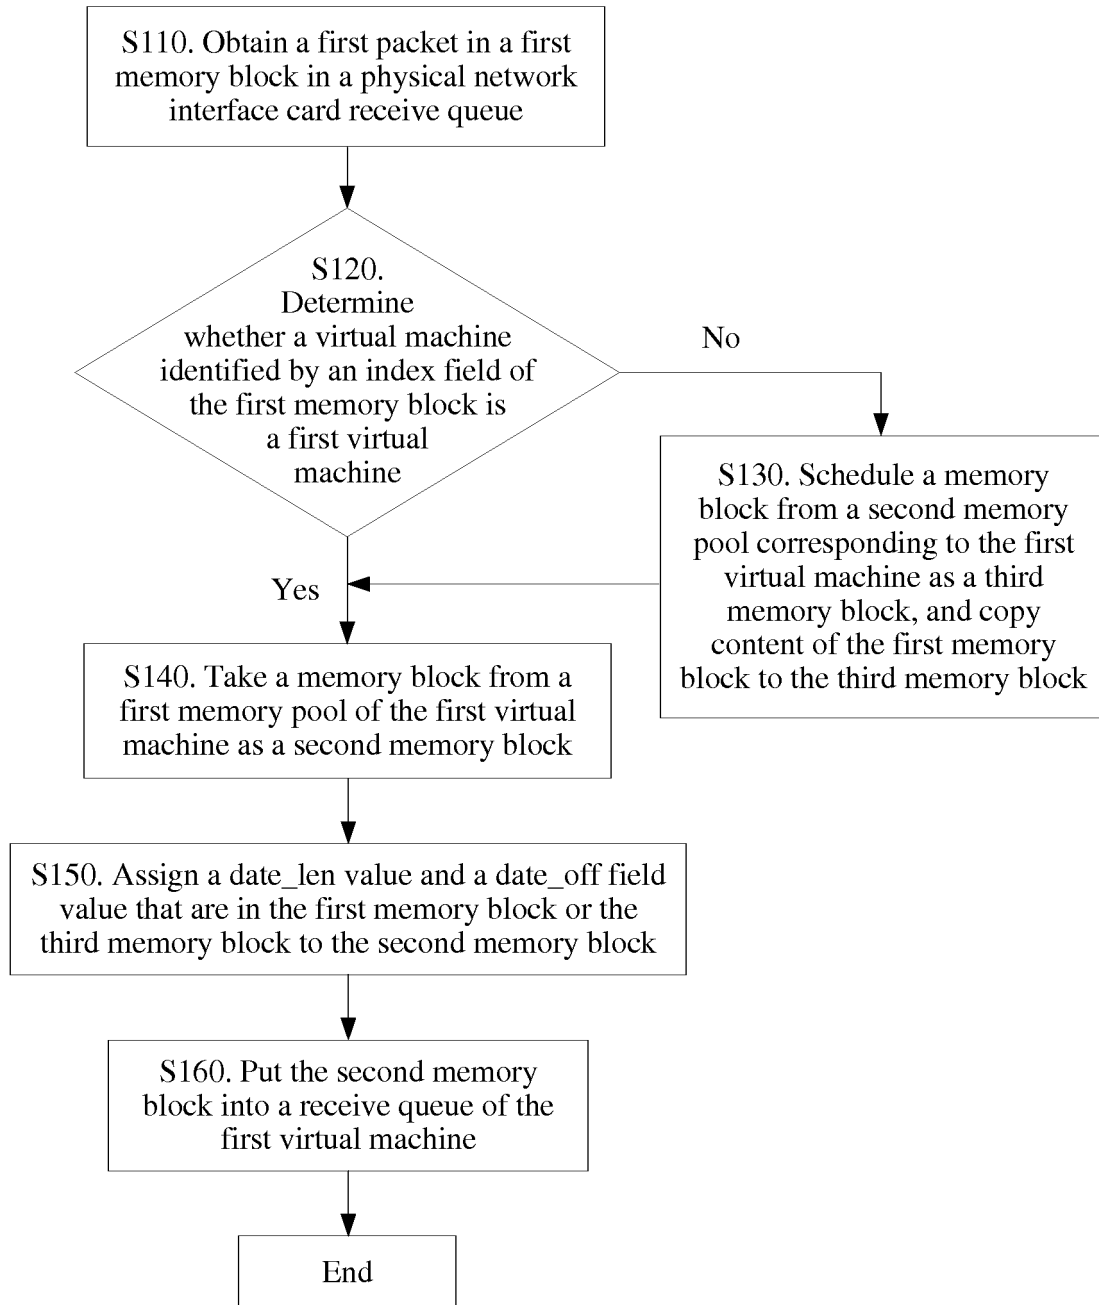 S110. Obtain a first packet in a first
memory block in a physical network
interface card receive queue
S120.
Determine
whether a virtual machine
identified by an index field of
the first memory block is
a first virtual
machine
No
S130. Schedule a memory
block from a second memory
pool corresponding to the first
virtual machine as a third
memory block, and copy
content of the first memory
block to the third memory block
Yes
S140. Take a memory block from a
first memory pool of the first virtual
machine as a second memory block
S150. Assign a date_len value and a date_off field
value that are in the first memory block or the
third memory block to the second memory block
S160. Put the second memory
block into a receive queue of the
first virtual machine
End